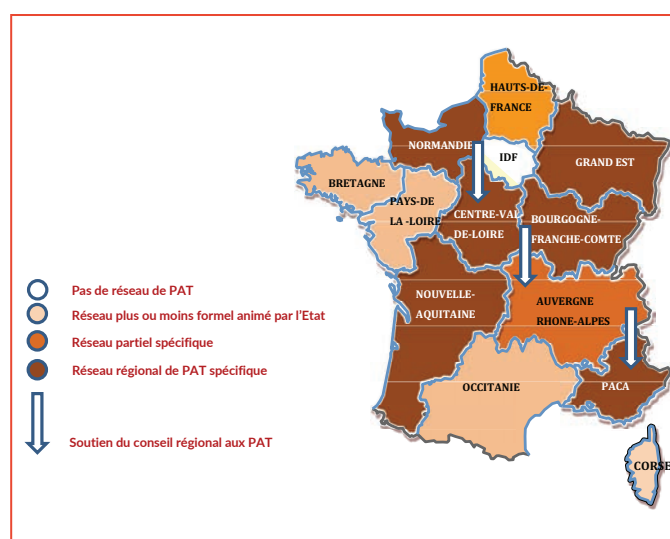 HAUTS-DE-
FRANCE
NORMANDIE
IDF
GRAND EST
BRETAGNE
PAYS-DE
LA -LOIRE
CENTRE-VAL-
DE-LOIRE
BOURGOGNE-
FRANCHE-COMTE
NOUVELLE-
AQUITAINE
AUVERGNE
RHONE-ALPES
OCCITANIE
PACA
CORSE
Pas de réseau de PAT
Réseau plus ou moins formel animé par l’Etat
Réseau partiel spécifique
Réseau régional de PAT spécifique
Soutien du conseil régional aux PAT